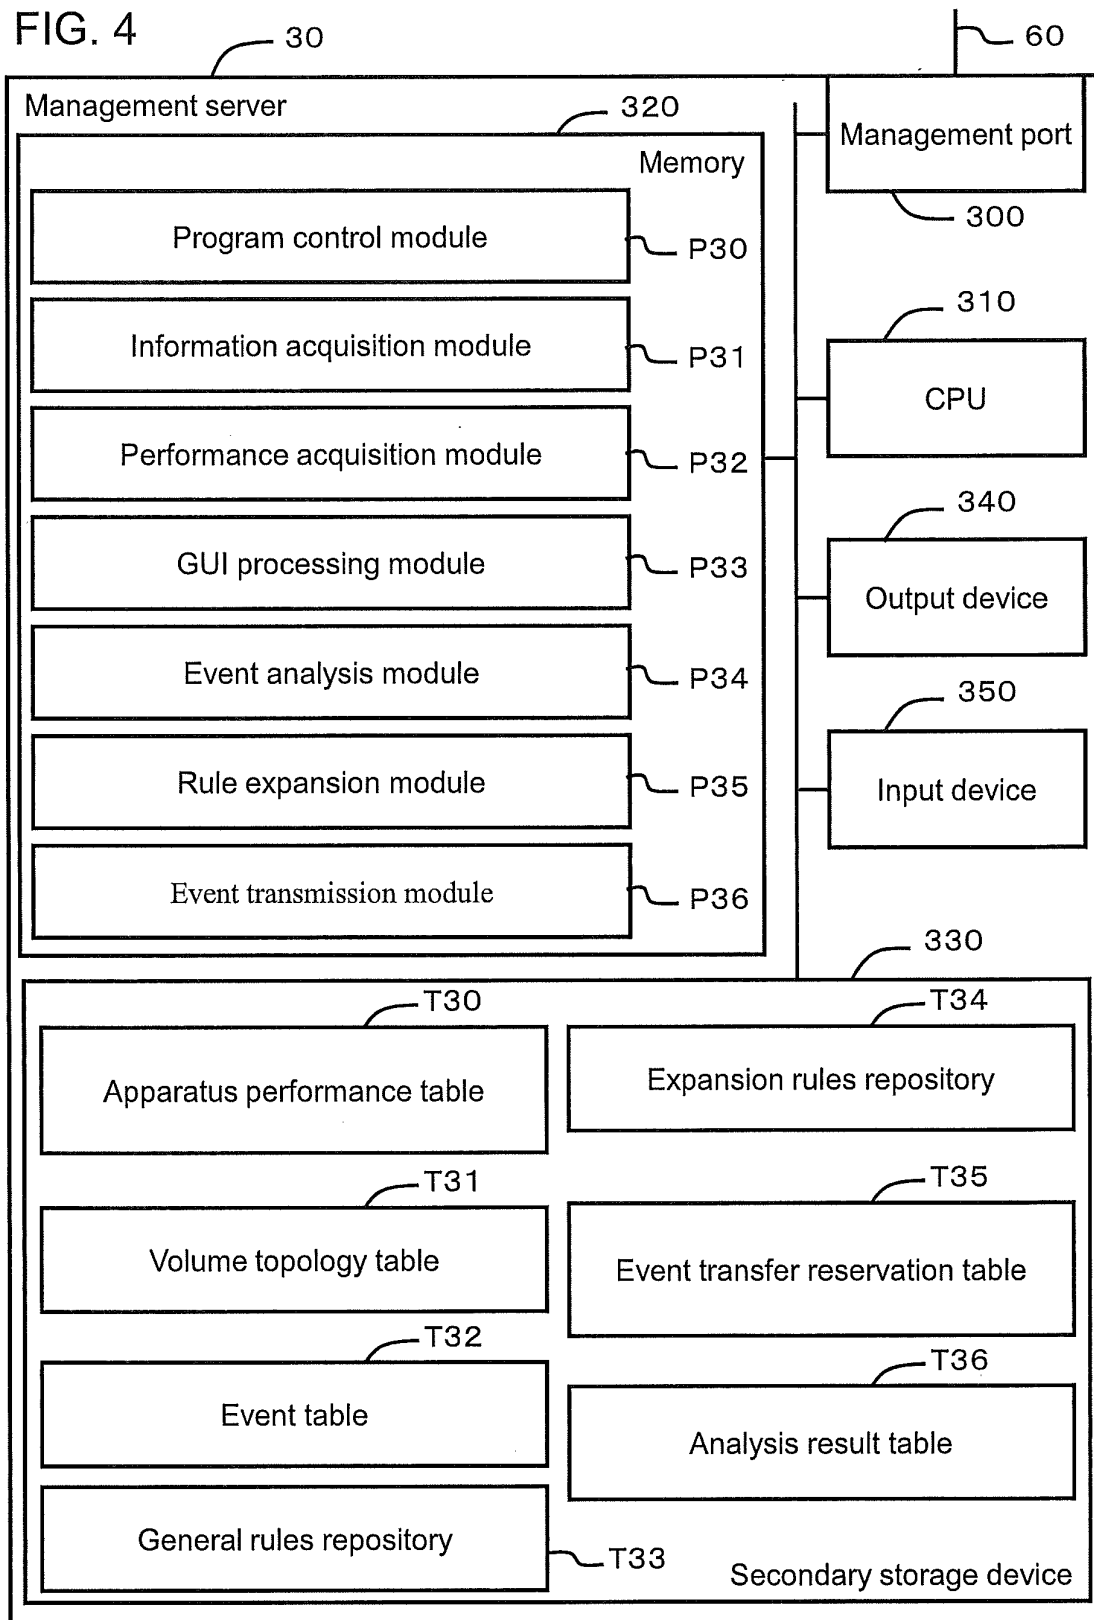 FIG. 4
30
60
Management server
320
Management port
300
Memory
Program control module
P30
310
Information acquisition module
P31
CPU
Performance acquisition module
P32
340
GUI processing module
P33
Output device
Event analysis module
P34
350
Rule expansion module
P35
Input device
Event transmission module
P36
330
T30
T34
Apparatus performance table
Expansion rules repository
T31
T35
Volume topology table
Event transfer reservation table
T32
T36
Event table
Analysis result table
General rules repository
T33
Secondary storage device